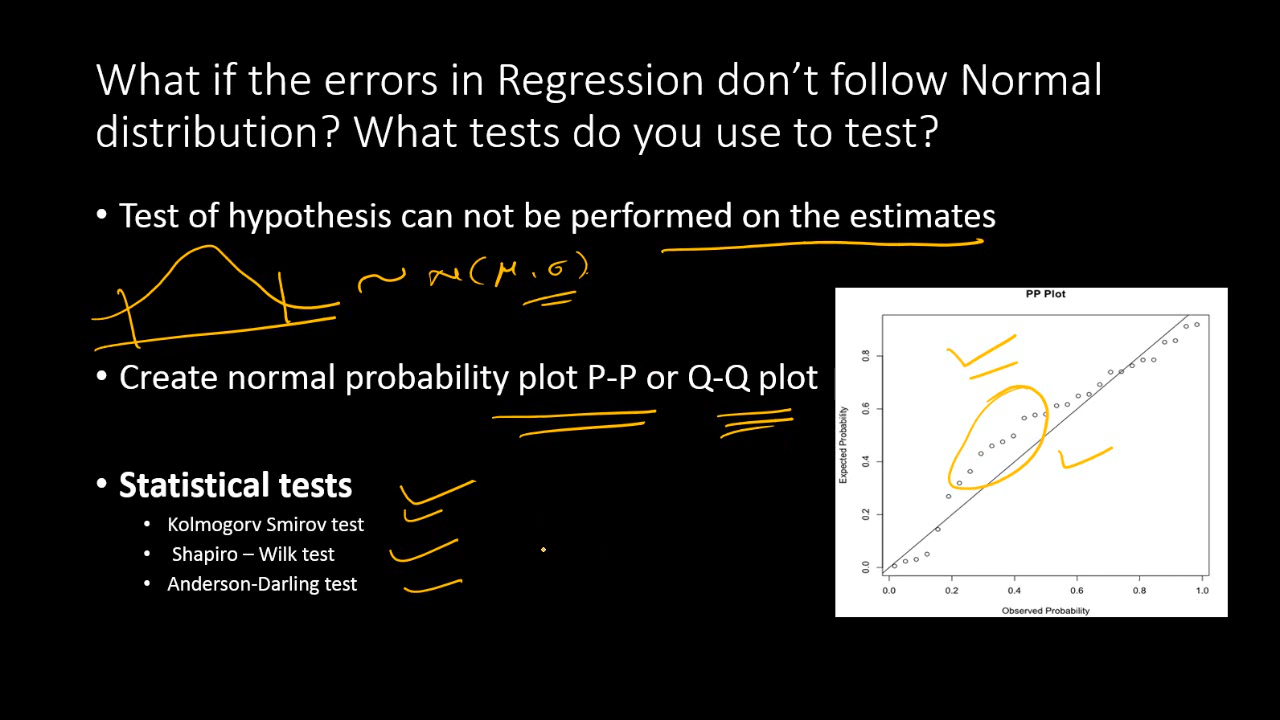 What if the errors in Regression don’t follow Normal
distribution? What tests do you use to test?
• Test of hypothesis can not be performed on the estimates
~ N(μ, σ)
• Create normal probability plot P-P or Q-Q plot
• Statistical tests
• Kolmogorv Smirov test
• Shapiro – Wilk test
• Anderson-Darling test
PP Plot
Expected Probability
0.8
0.6
0.4
0.2
0.0
0.0 0.2 0.4 0.6 0.8 1.0
Observed Probability